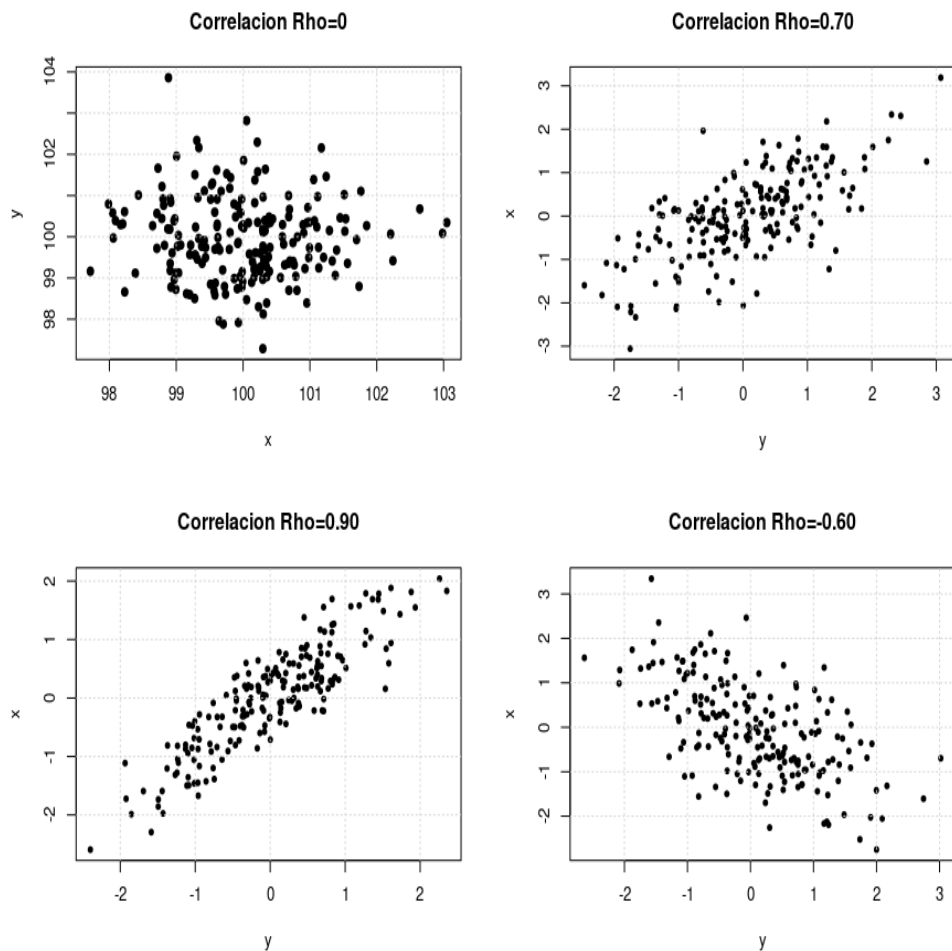 Correlacion Rho=0
y
104
102
100
99
98
98 99 100 101 102 103
x
Correlacion Rho=0.70
x
3
2
1
0
-1
-2
-3
-2 -1 0 1 2 3
y
Correlacion Rho=0.90
x
2
1
0
-1
-2
-2 -1 0 1 2
y
Correlacion Rho=-0.60
x
3
2
1
0
-1
-2
-2 -1 0 1 2 3
y